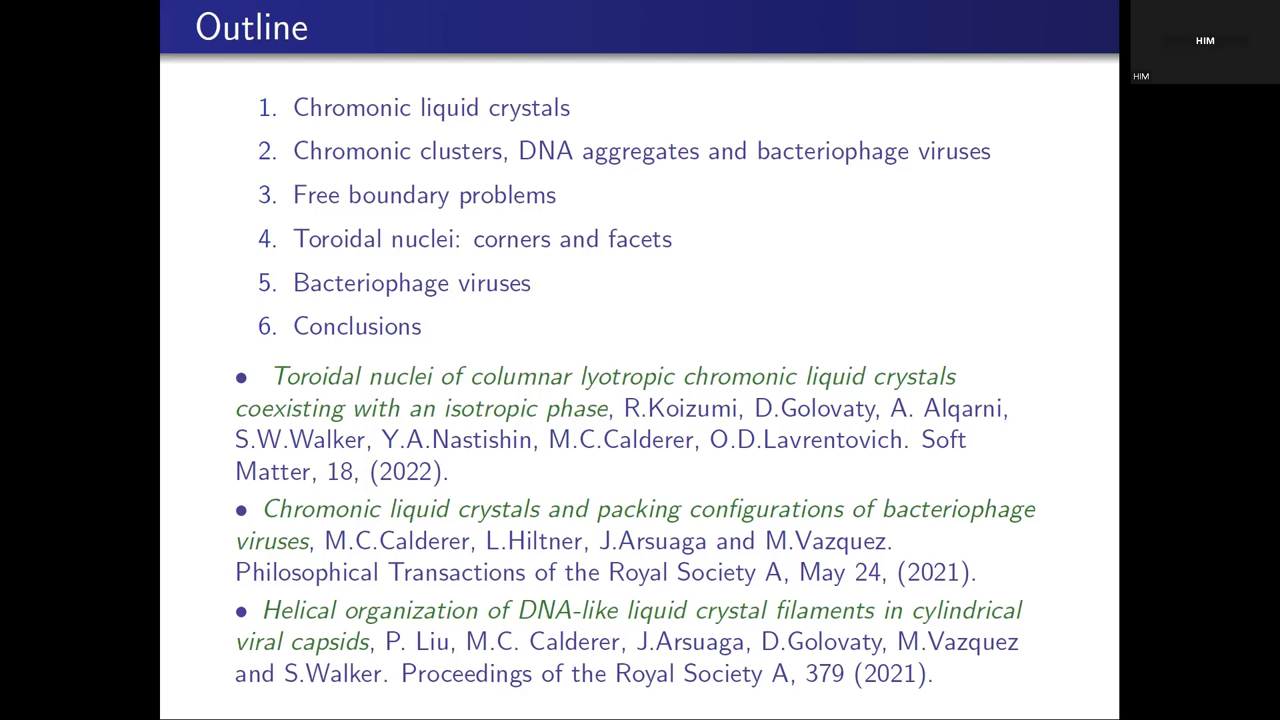 Outline
HIM
HIM
1. Chromonic liquid crystals
2. Chromonic clusters, DNA aggregates and bacteriophage viruses
3. Free boundary problems
4. Toroidal nuclei: corners and facets
5. Bacteriophage viruses
6. Conclusions
• Toroidal nuclei of columnar lyotropic chromonic liquid crystals
coexisting with an isotropic phase, R.Koizumi, D.Golovaty, A. Alqarni,
S.W.Walker, Y.A.Nastishin, M.C.Calderer, O.D.Lavrentovich. Soft
Matter, 18, (2022).
• Chromonic liquid crystals and packing configurations of bacteriophage
viruses, M.C.Calderer, L.Hiltner, J.Arsuaga and M.Vazquez.
Philosophical Transactions of the Royal Society A, May 24, (2021).
• Helical organization of DNA-like liquid crystal filaments in cylindrical
viral capsids, P. Liu, M.C. Calderer, J.Arsuaga, D.Golovaty, M.Vazquez
and S.Walker. Proceedings of the Royal Society A, 379 (2021).